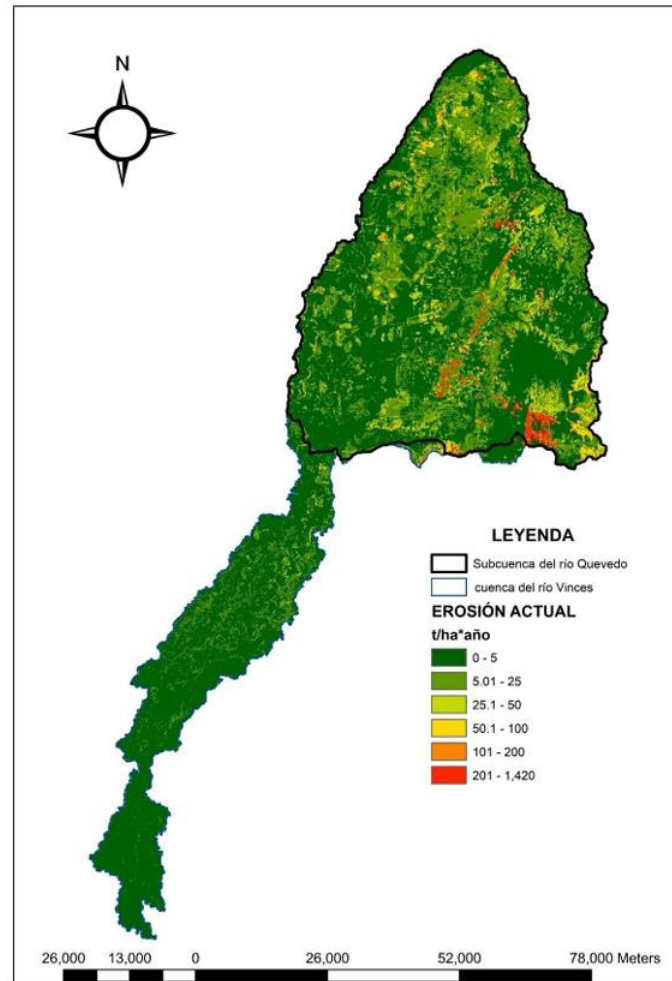 N
LEYENDA
Subcuenca del río Quevedo
cuenca del río Vinces
EROSIÓN ACTUAL
t/ha*año
0 - 5
5.01 - 25
25.1 - 50
50.1 - 100
101 - 200
201 - 1,420
26,000 13,000 0 26,000 52,000 78,000 Meters